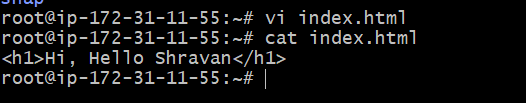 snap
root@ip-172-31-11-55:~# vi index.html
root@ip-172-31-11-55:~# cat index.html
<h1>Hi, Hello Shravan</h1>
root@ip-172-31-11-55:~#